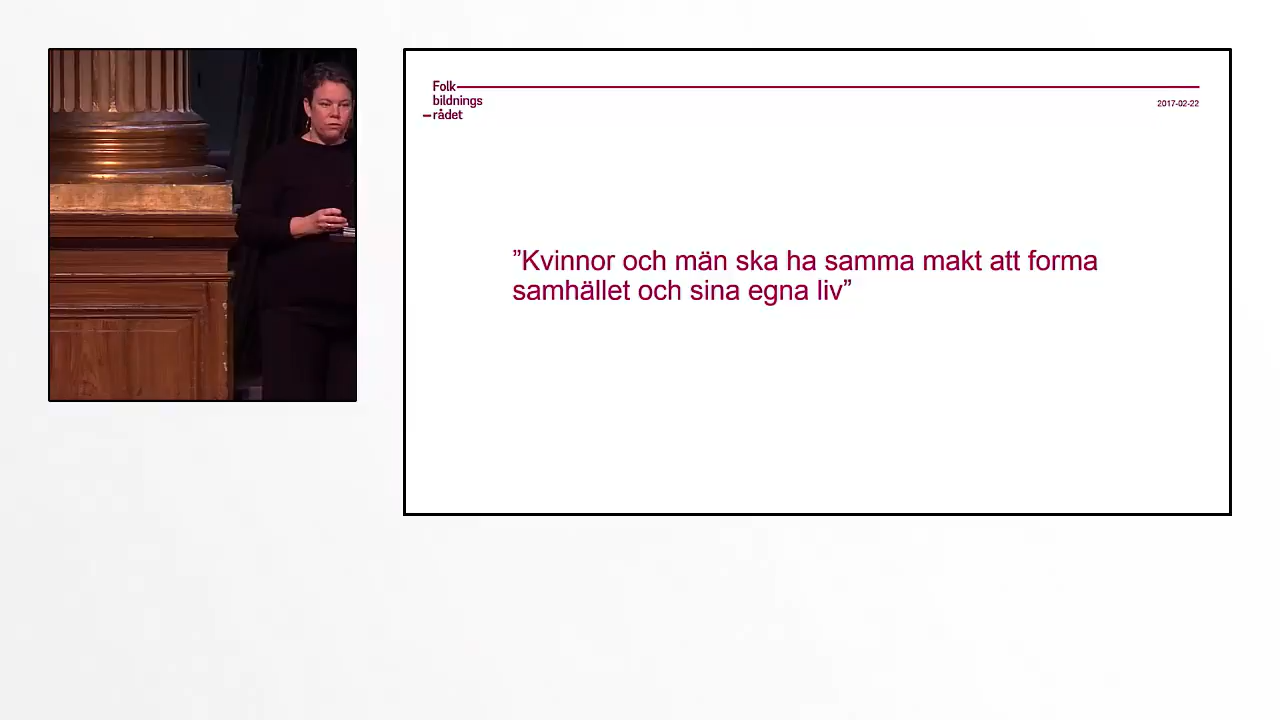 Folk
bildnings
rådet
2017-02-22
”Kvinnor och män ska ha samma makt att forma
samhället och sina egna liv”